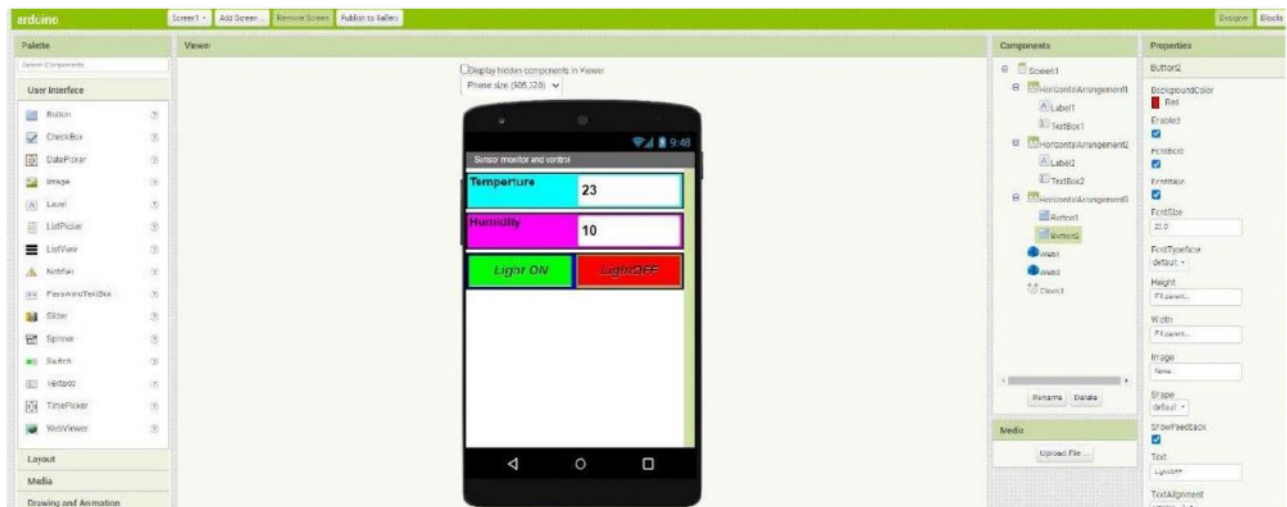 arduino
Screen1
Add Screen ...
Remove Screen
Publish to Gallery
Designer
Blocks
Palette
Viewer
Components
Properties
Search Components...
User Interface
Button
CheckBox
DatePicker
Image
Label
ListPicker
ListView
Notifier
PasswordTextBox
Slider
Spinner
Switch
TextBox
TimePicker
WebViewer
Layout
Media
Drawing and Animation
Display hidden components in Viewer
Phone size (505,320)
9:48
Sensor monitor and control
Temperture
23
Humidity
10
Light ON
LightOFF
Screen1
HorizontalArrangement1
Label1
TextBox1
HorizontalArrangement2
Label2
TextBox2
HorizontalArrangement3
Button1
Button2
Web1
Clock1
Rename
Delete
Media
Upload File ...
Button2
BackgroundColor
Red
Enabled
FontBold
FontItalic
FontSize
22.0
FontTypeface
default
Height
Fill parent...
Width
Fill parent...
Image
None...
Shape
default
ShowFeedback
Text
LightOFF
TextAlignment